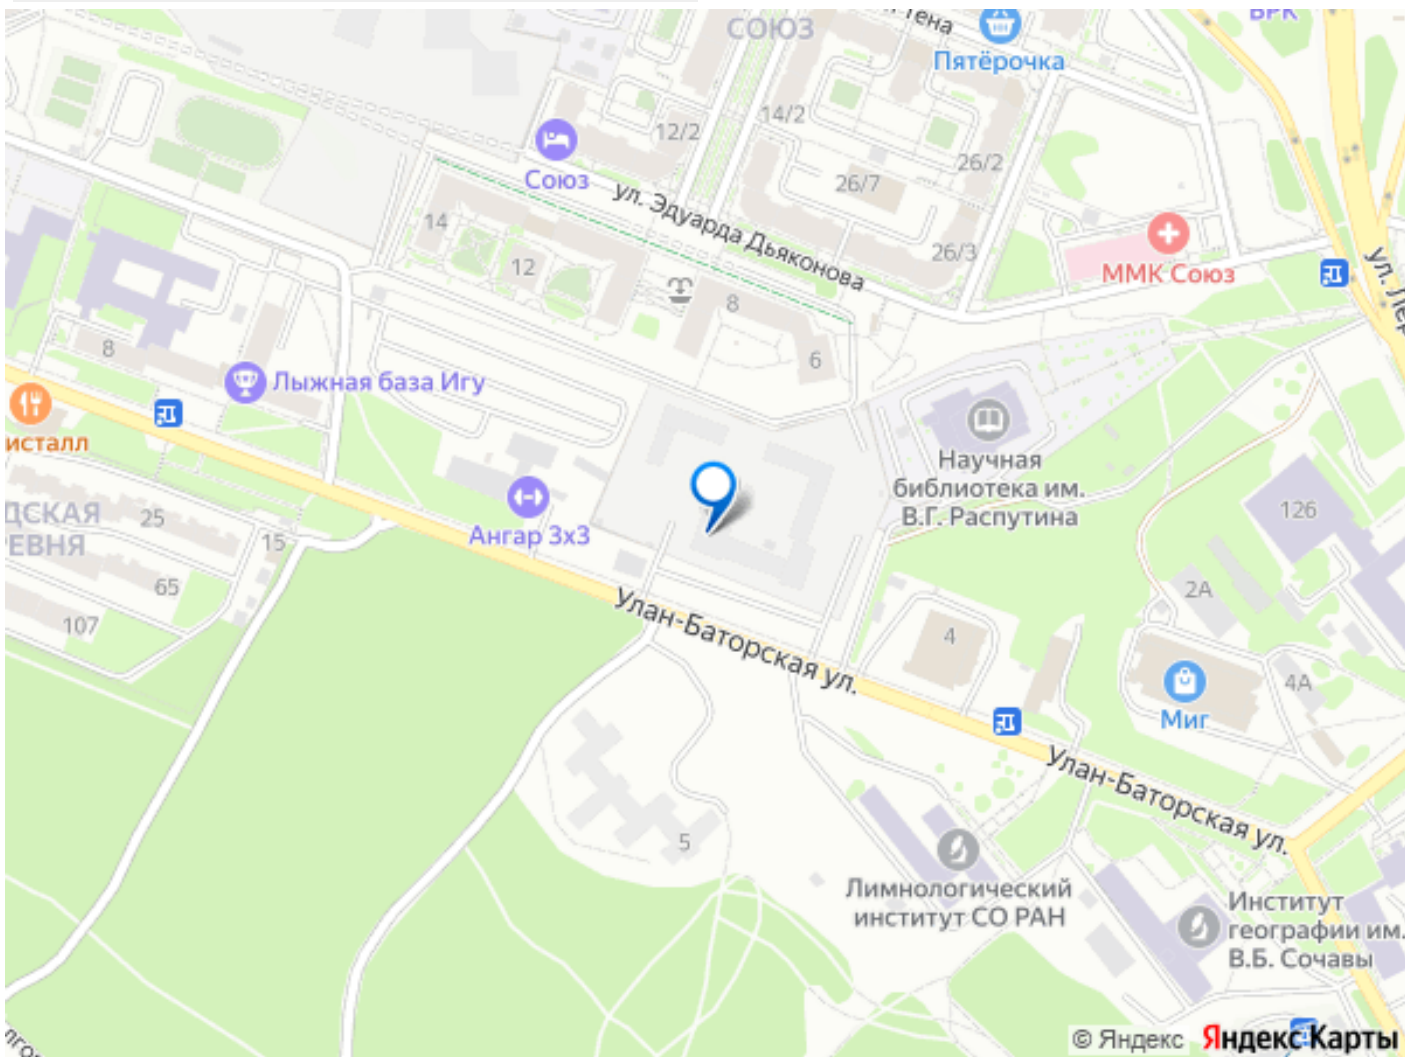 СОЮЗ
Пятёрочка
12/2
14/2
26/2
26/7
Союз
ул. Эдуарда Дьяконова
14
12
26/3
ММК Союз
8
6
8
Лыжная база Игу
исталл
Научная
библиотека им.
В.Г. Распутина
ДСКАЯ
РЕВНЯ
25
15
65
107
Ангар 3х3
126
2А
Улан-Баторская ул.
4
4А
Миг
Улан-Баторская ул.
5
Лимнологический
институт СО РАН
Институт
географии им.
В.Б. Сочавы
© Яндекс Яндекс Карты